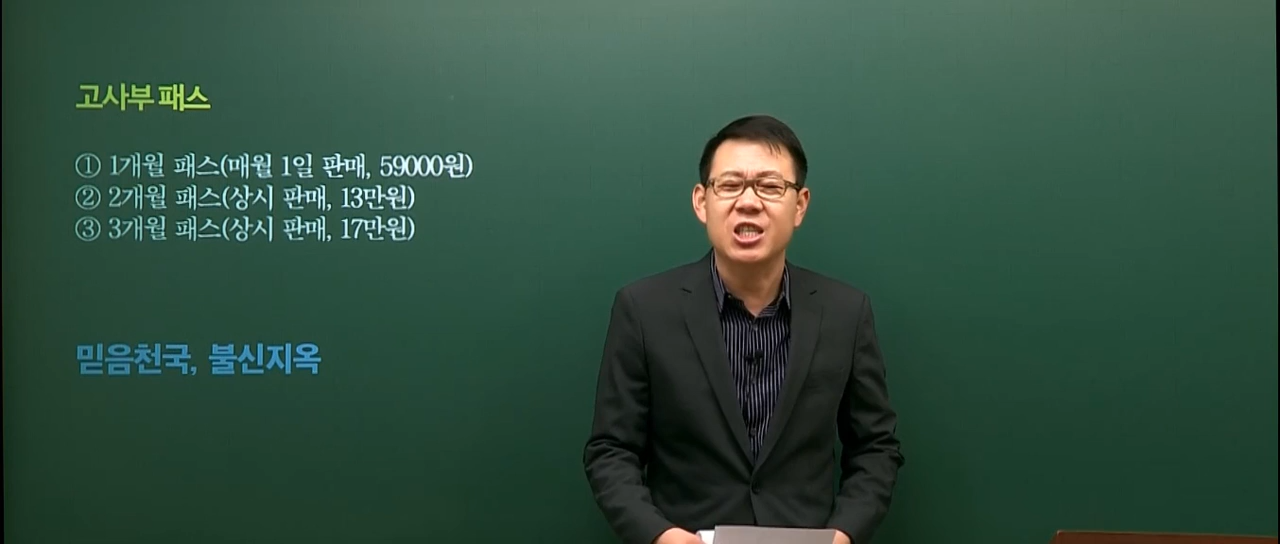 고사부 패스
① 1개월 패스(매월 1일 판매, 59000원)
② 2개월 패스(상시 판매, 13만원)
③ 3개월 패스(상시 판매, 17만원)
믿음천국, 불신지옥